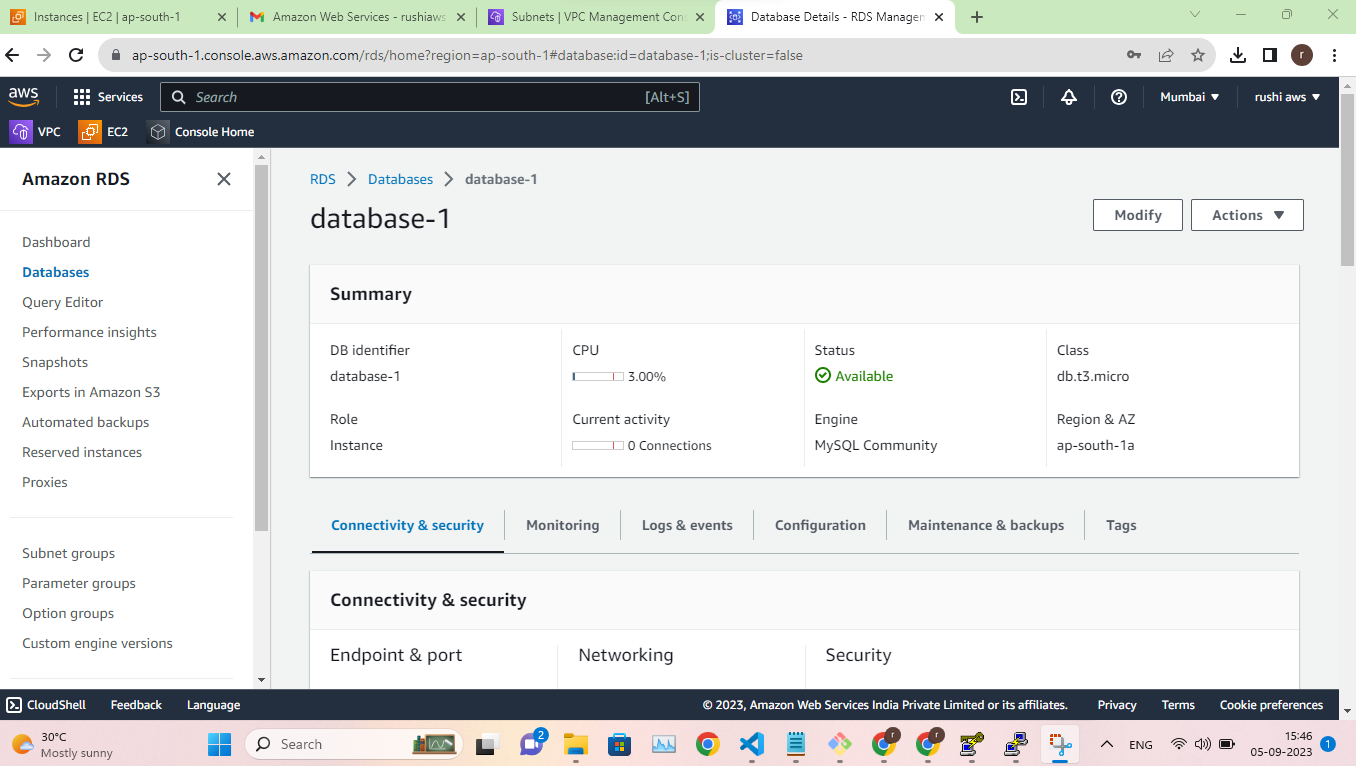 Instances | EC2 | ap-south-1
Amazon Web Services - rushiaws
Subnets | VPC Management Con
Database Details - RDS Managem
ap-south-1.console.aws.amazon.com/rds/home?region=ap-south-1#database:id=database-1;is-cluster=false
r
aws
Services
Search
[Alt+S]
Mumbai
rushi aws
VPC
EC2
Console Home
Amazon RDS
Dashboard
Databases
Query Editor
Performance insights
Snapshots
Exports in Amazon S3
Automated backups
Reserved instances
Proxies
Subnet groups
Parameter groups
Option groups
Custom engine versions
RDS > Databases > database-1
database-1
Modify
Actions
Summary
DB identifier
database-1
CPU
3.00%
Status
Available
Class
db.t3.micro
Role
Instance
Current activity
0 Connections
Engine
MySQL Community
Region & AZ
ap-south-1a
Connectivity & security
Monitoring
Logs & events
Configuration
Maintenance & backups
Tags
Connectivity & security
Endpoint & port
Networking
Security
CloudShell
Feedback
Language
© 2023, Amazon Web Services India Private Limited or its affiliates.
Privacy
Terms
Cookie preferences
30°C
Mostly sunny
Search
2
r
r
ENG
15:46
05-09-2023
1